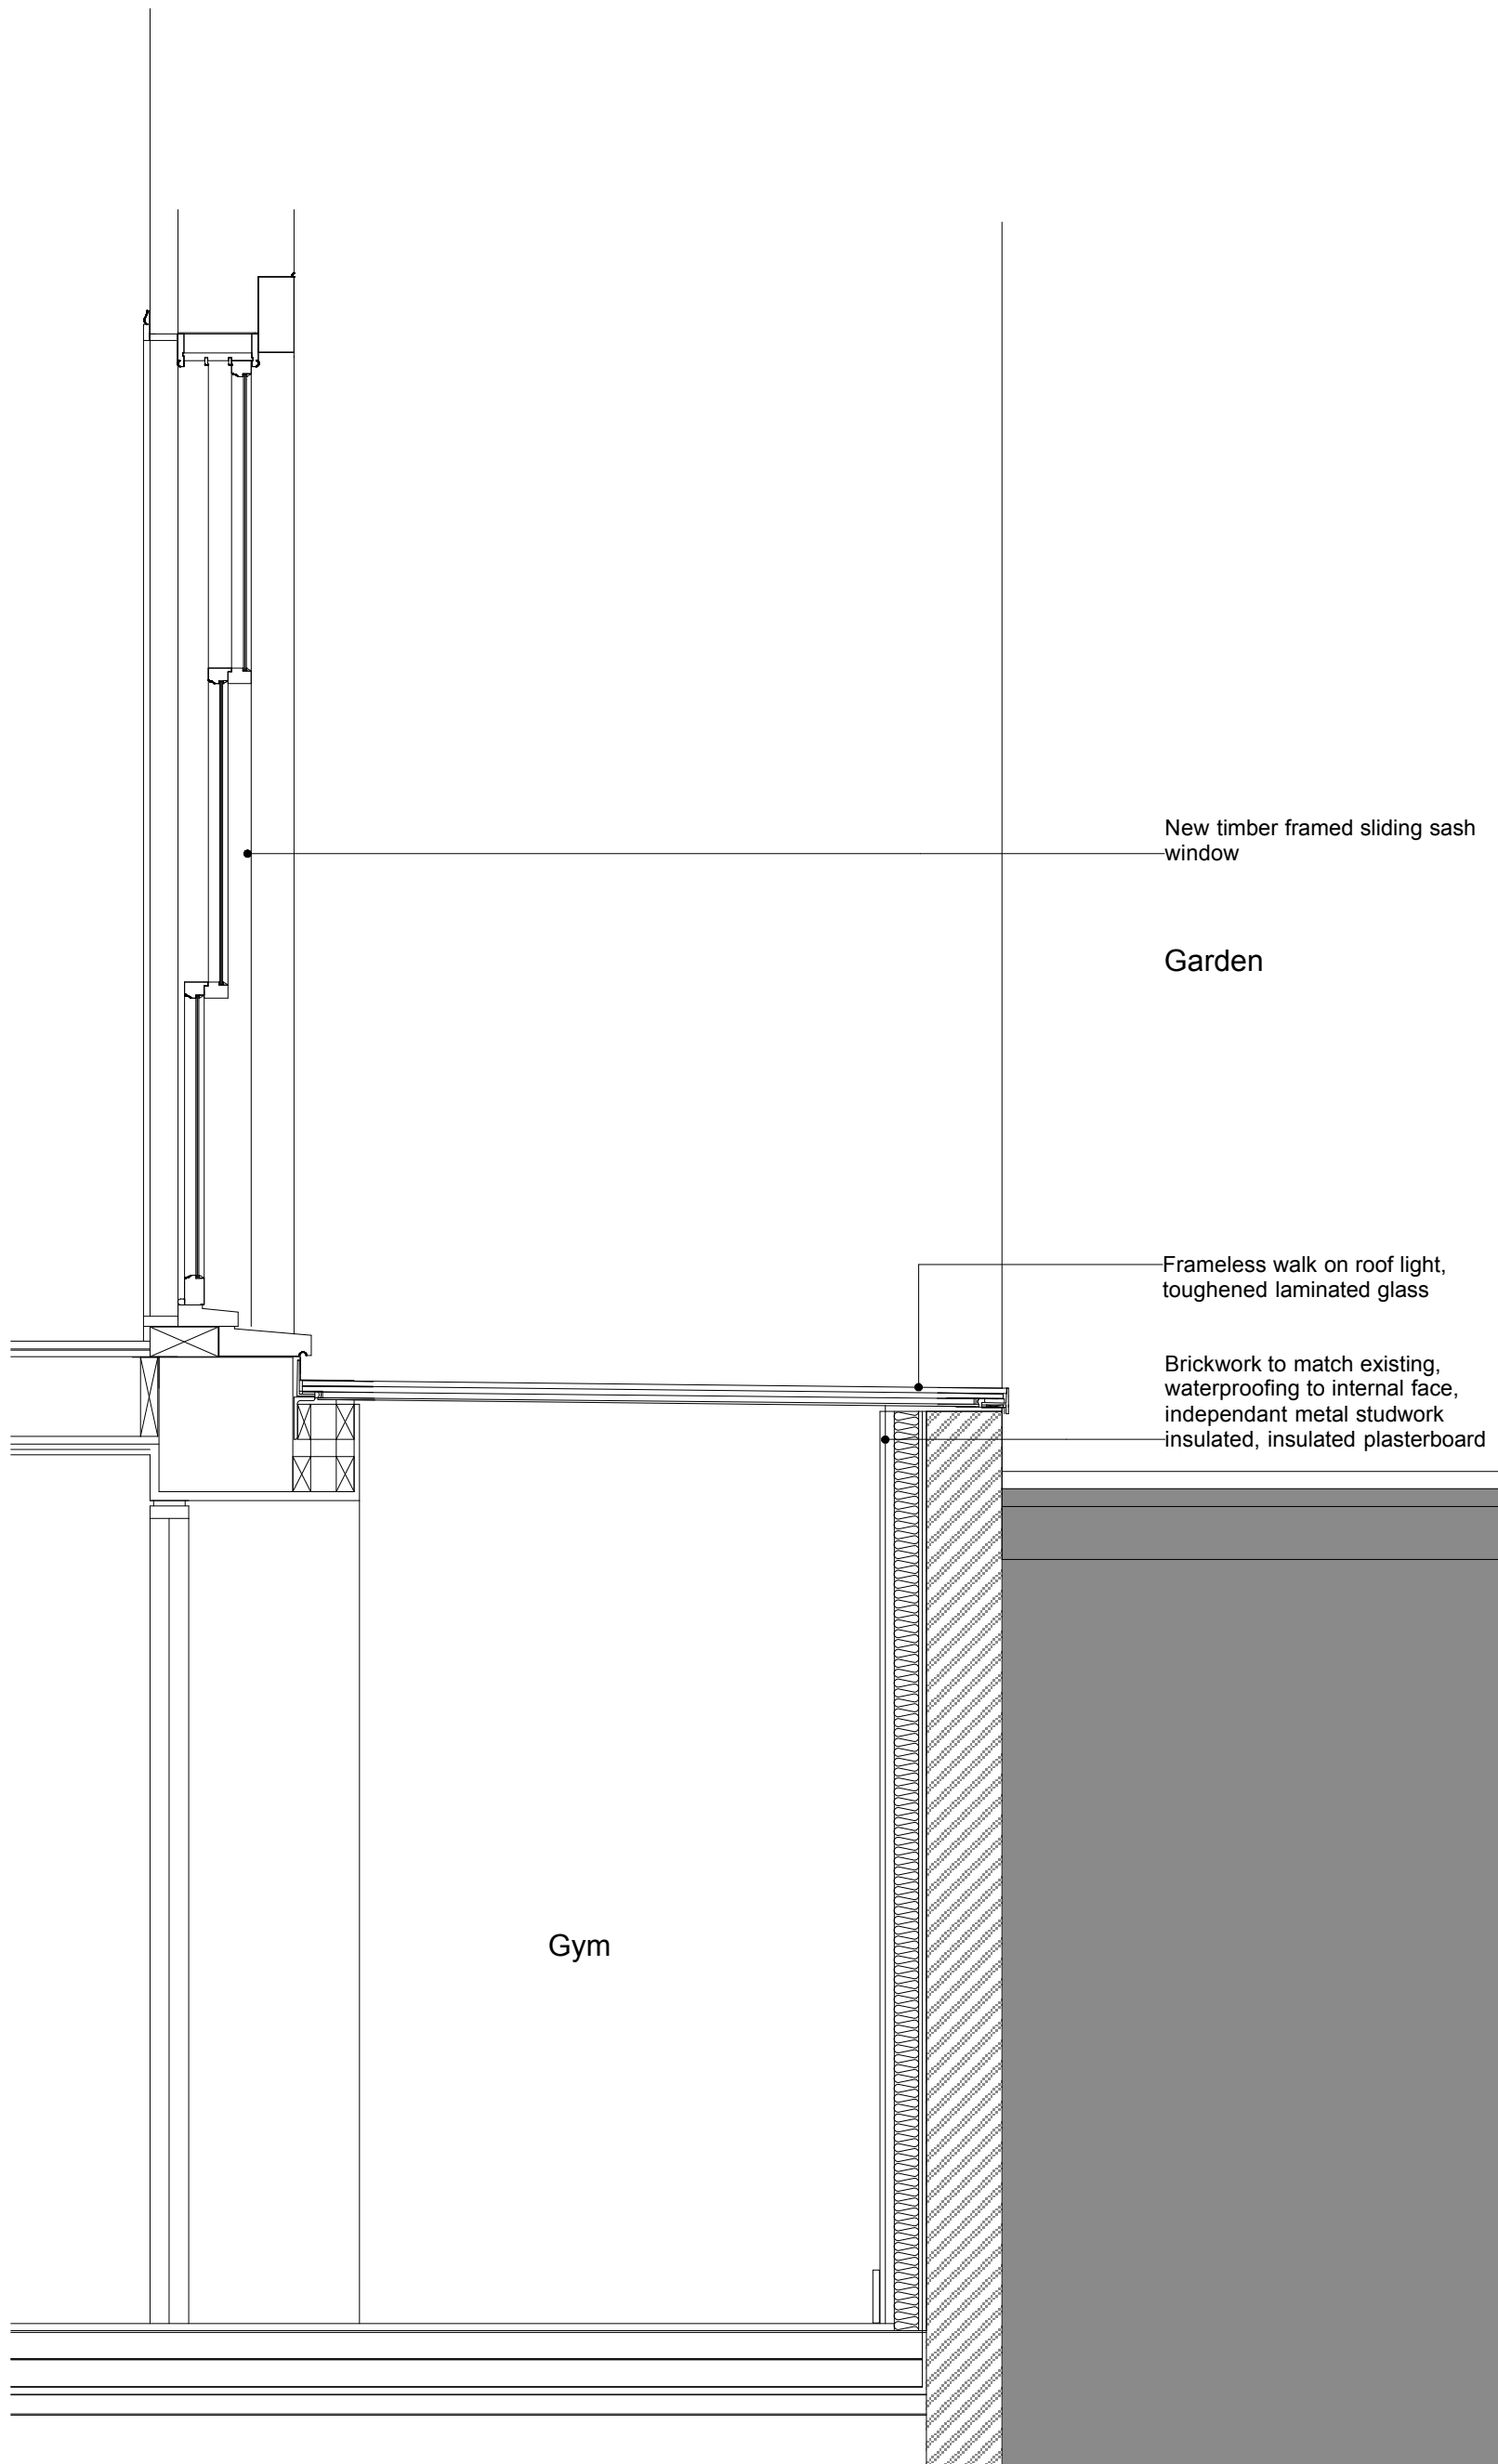 New timber framed sliding sash
window
Garden
Frameless walk on roof light,
toughened laminated glass
Brickwork to match existing,
waterproofing to internal face,
independant metal studwork
insulated, insulated plasterboard
Gym